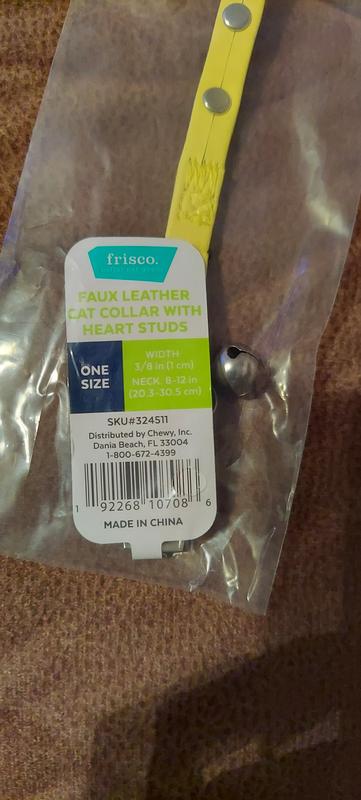 frisco.
FAUX LEATHER
CAT COLLAR WITH
HEART STUDS
ONE
SIZE
WIDTH
3/8 in (1 cm)
NECK 8-12 in
(20.3-30.5 cm)
SKU#324511
Distributed by Chewy, Inc.
Dania Beach, FL 33004
1-800-672-4399
1 92268 10708 6
MADE IN CHINA